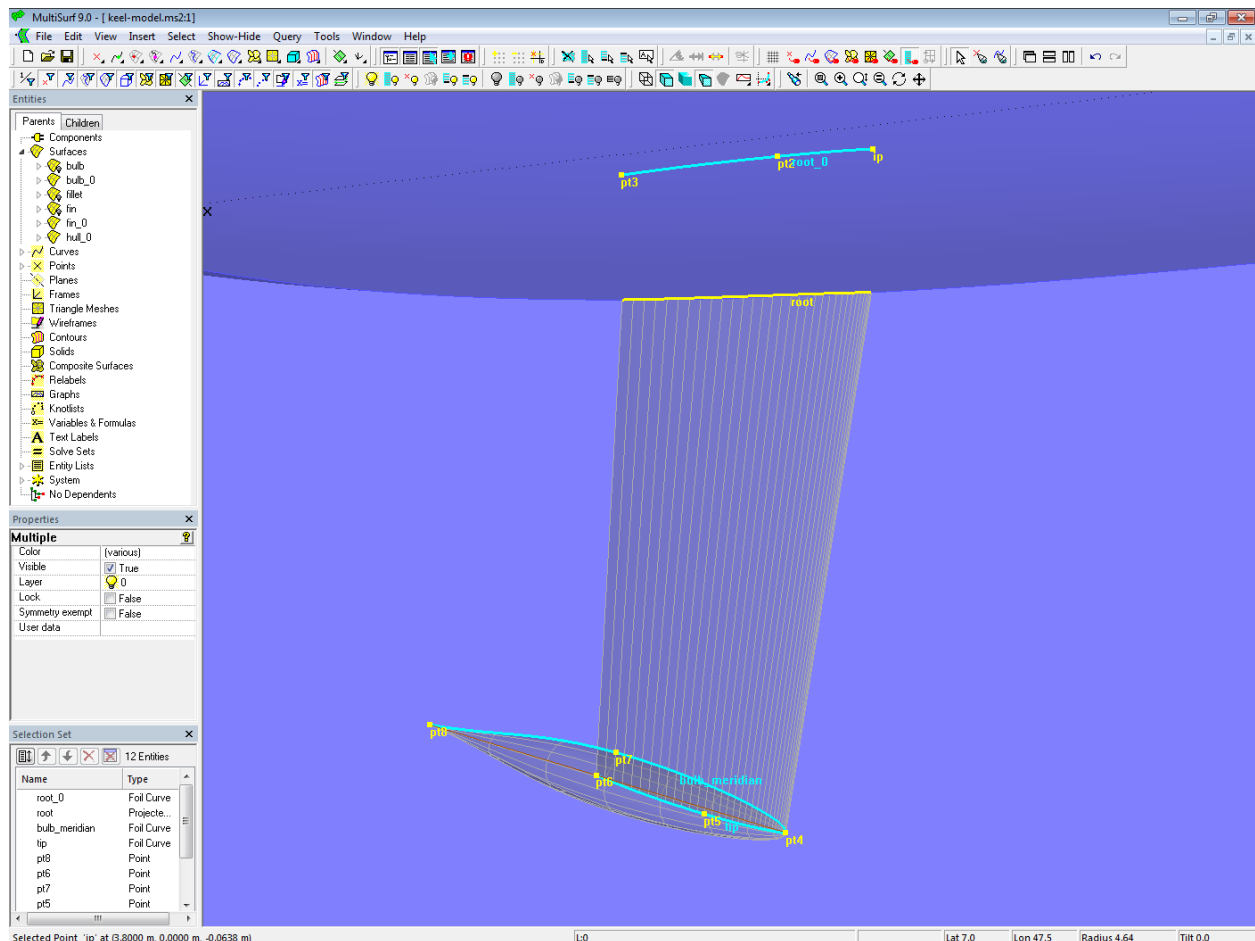 MultiSurf 9.0 - [ keel-model.ms2:1]
File Edit View Insert Select Show-Hide Query Tools Window Help
Entities
Parents Children
Components
Surfaces
bulb
bulb_0
fillet
fin
fin_0
hull_0
Curves
Points
Planes
Frames
Triangle Meshes
Wireframes
Contours
Solids
Composite Surfaces
Relabels
Graphs
Knotlists
Variables & Formulas
Text Labels
Solve Sets
Entity Lists
System
No Dependents
Properties
Multiple
Color (various)
Visible True
Layer 0
Lock False
Symmetry exempt False
User data
Selection Set
12 Entities
Name Type
root_0 Foil Curve
root Projecte...
bulb_meridian Foil Curve
tip Foil Curve
pt8 Point
pt6 Point
pt7 Point
pt5 Point
X
pt3
pt2
root_0
ip
root
pt8
pt7
bulb_meridian
pt6
pt5
tip
pt4
Selected Point 'ip' at (3.8000 m, 0.0000 m, -0.0638 m) L:0 Lat 7.0 Lon 47.5 Radius 4.64 Tilt 0.0